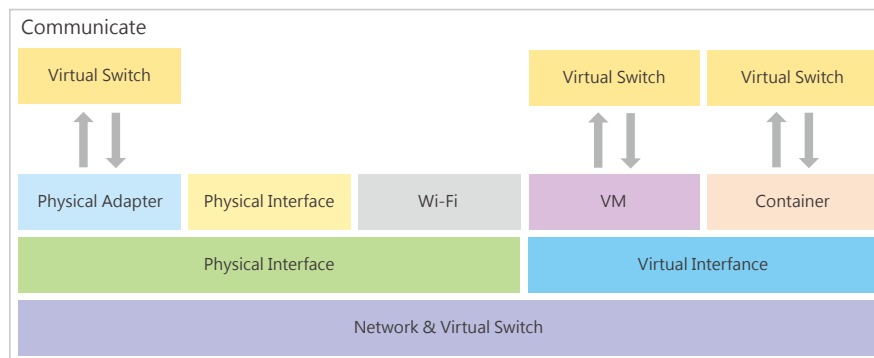 Communicate
Virtual Switch
Virtual Switch
Virtual Switch
Physical Adapter
Physical Interface
Wi-Fi
VM
Container
Physical Interface
Virtual Interfance
Network & Virtual Switch